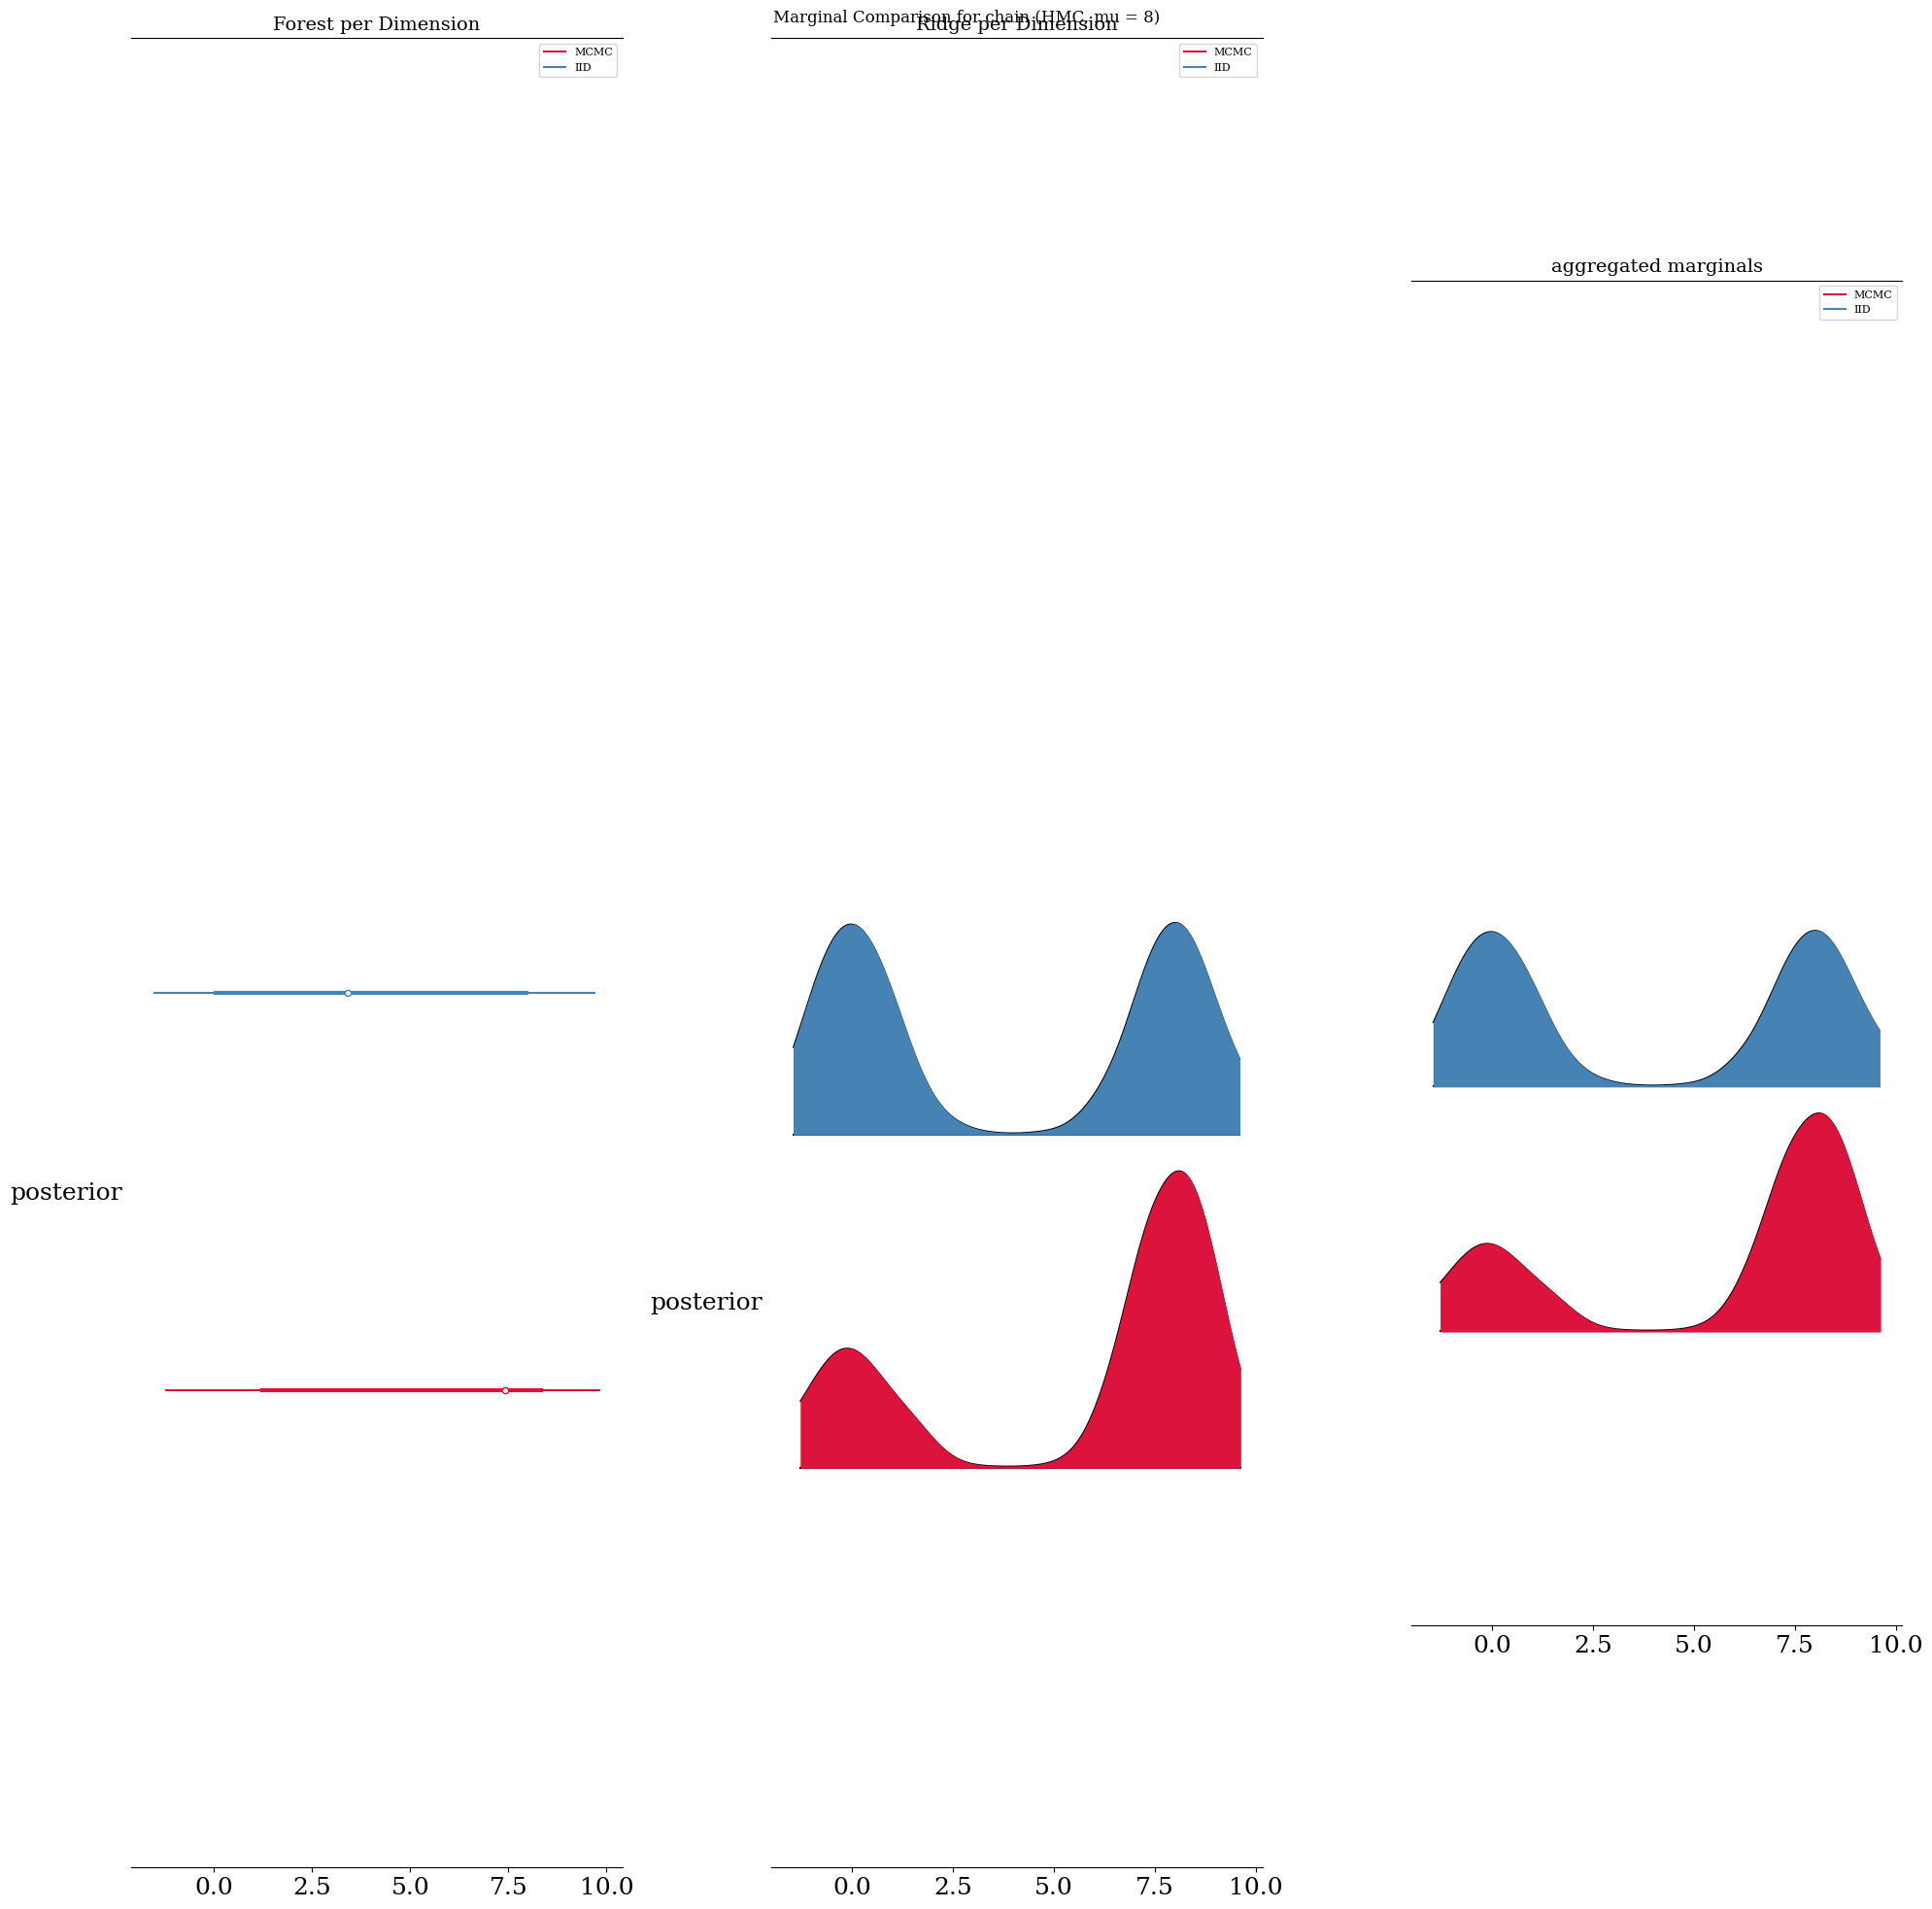 Marginal Comparison for chain (HMC, mu = 8)
Forest per Dimension
MCMC
IID
posterior
0.0 2.5 5.0 7.5 10.0
Ridge per Dimension
MCMC
IID
posterior
0.0 2.5 5.0 7.5 10.0
aggregated marginals
MCMC
IID
0.0 2.5 5.0 7.5 10.0